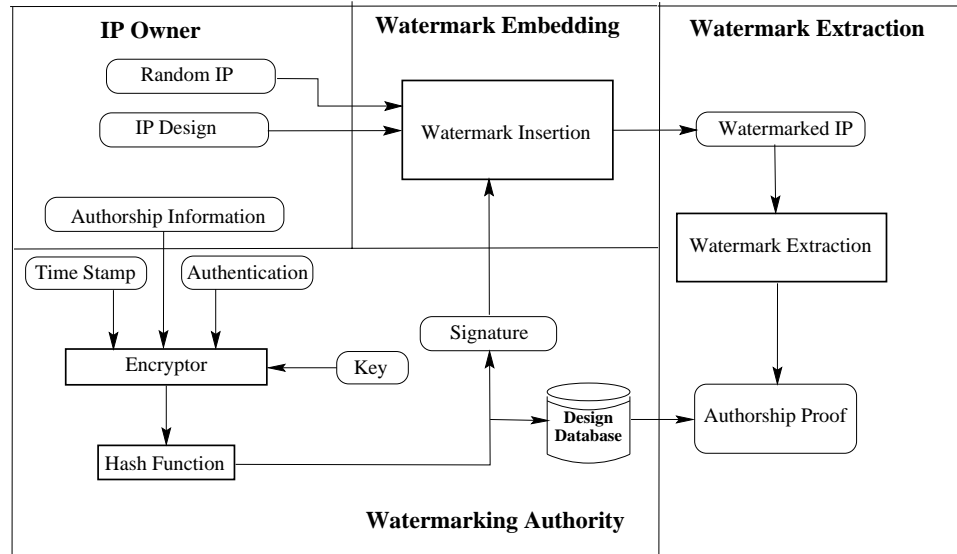 IP Owner
Watermark Embedding
Watermark Extraction
Random IP
IP Design
Watermark Insertion
Watermarked IP
Authorship Information
Watermark Extraction
Time Stamp
Authentication
Signature
Encryptor
Key
Design
Database
Authorship Proof
Hash Function
Watermarking Authority